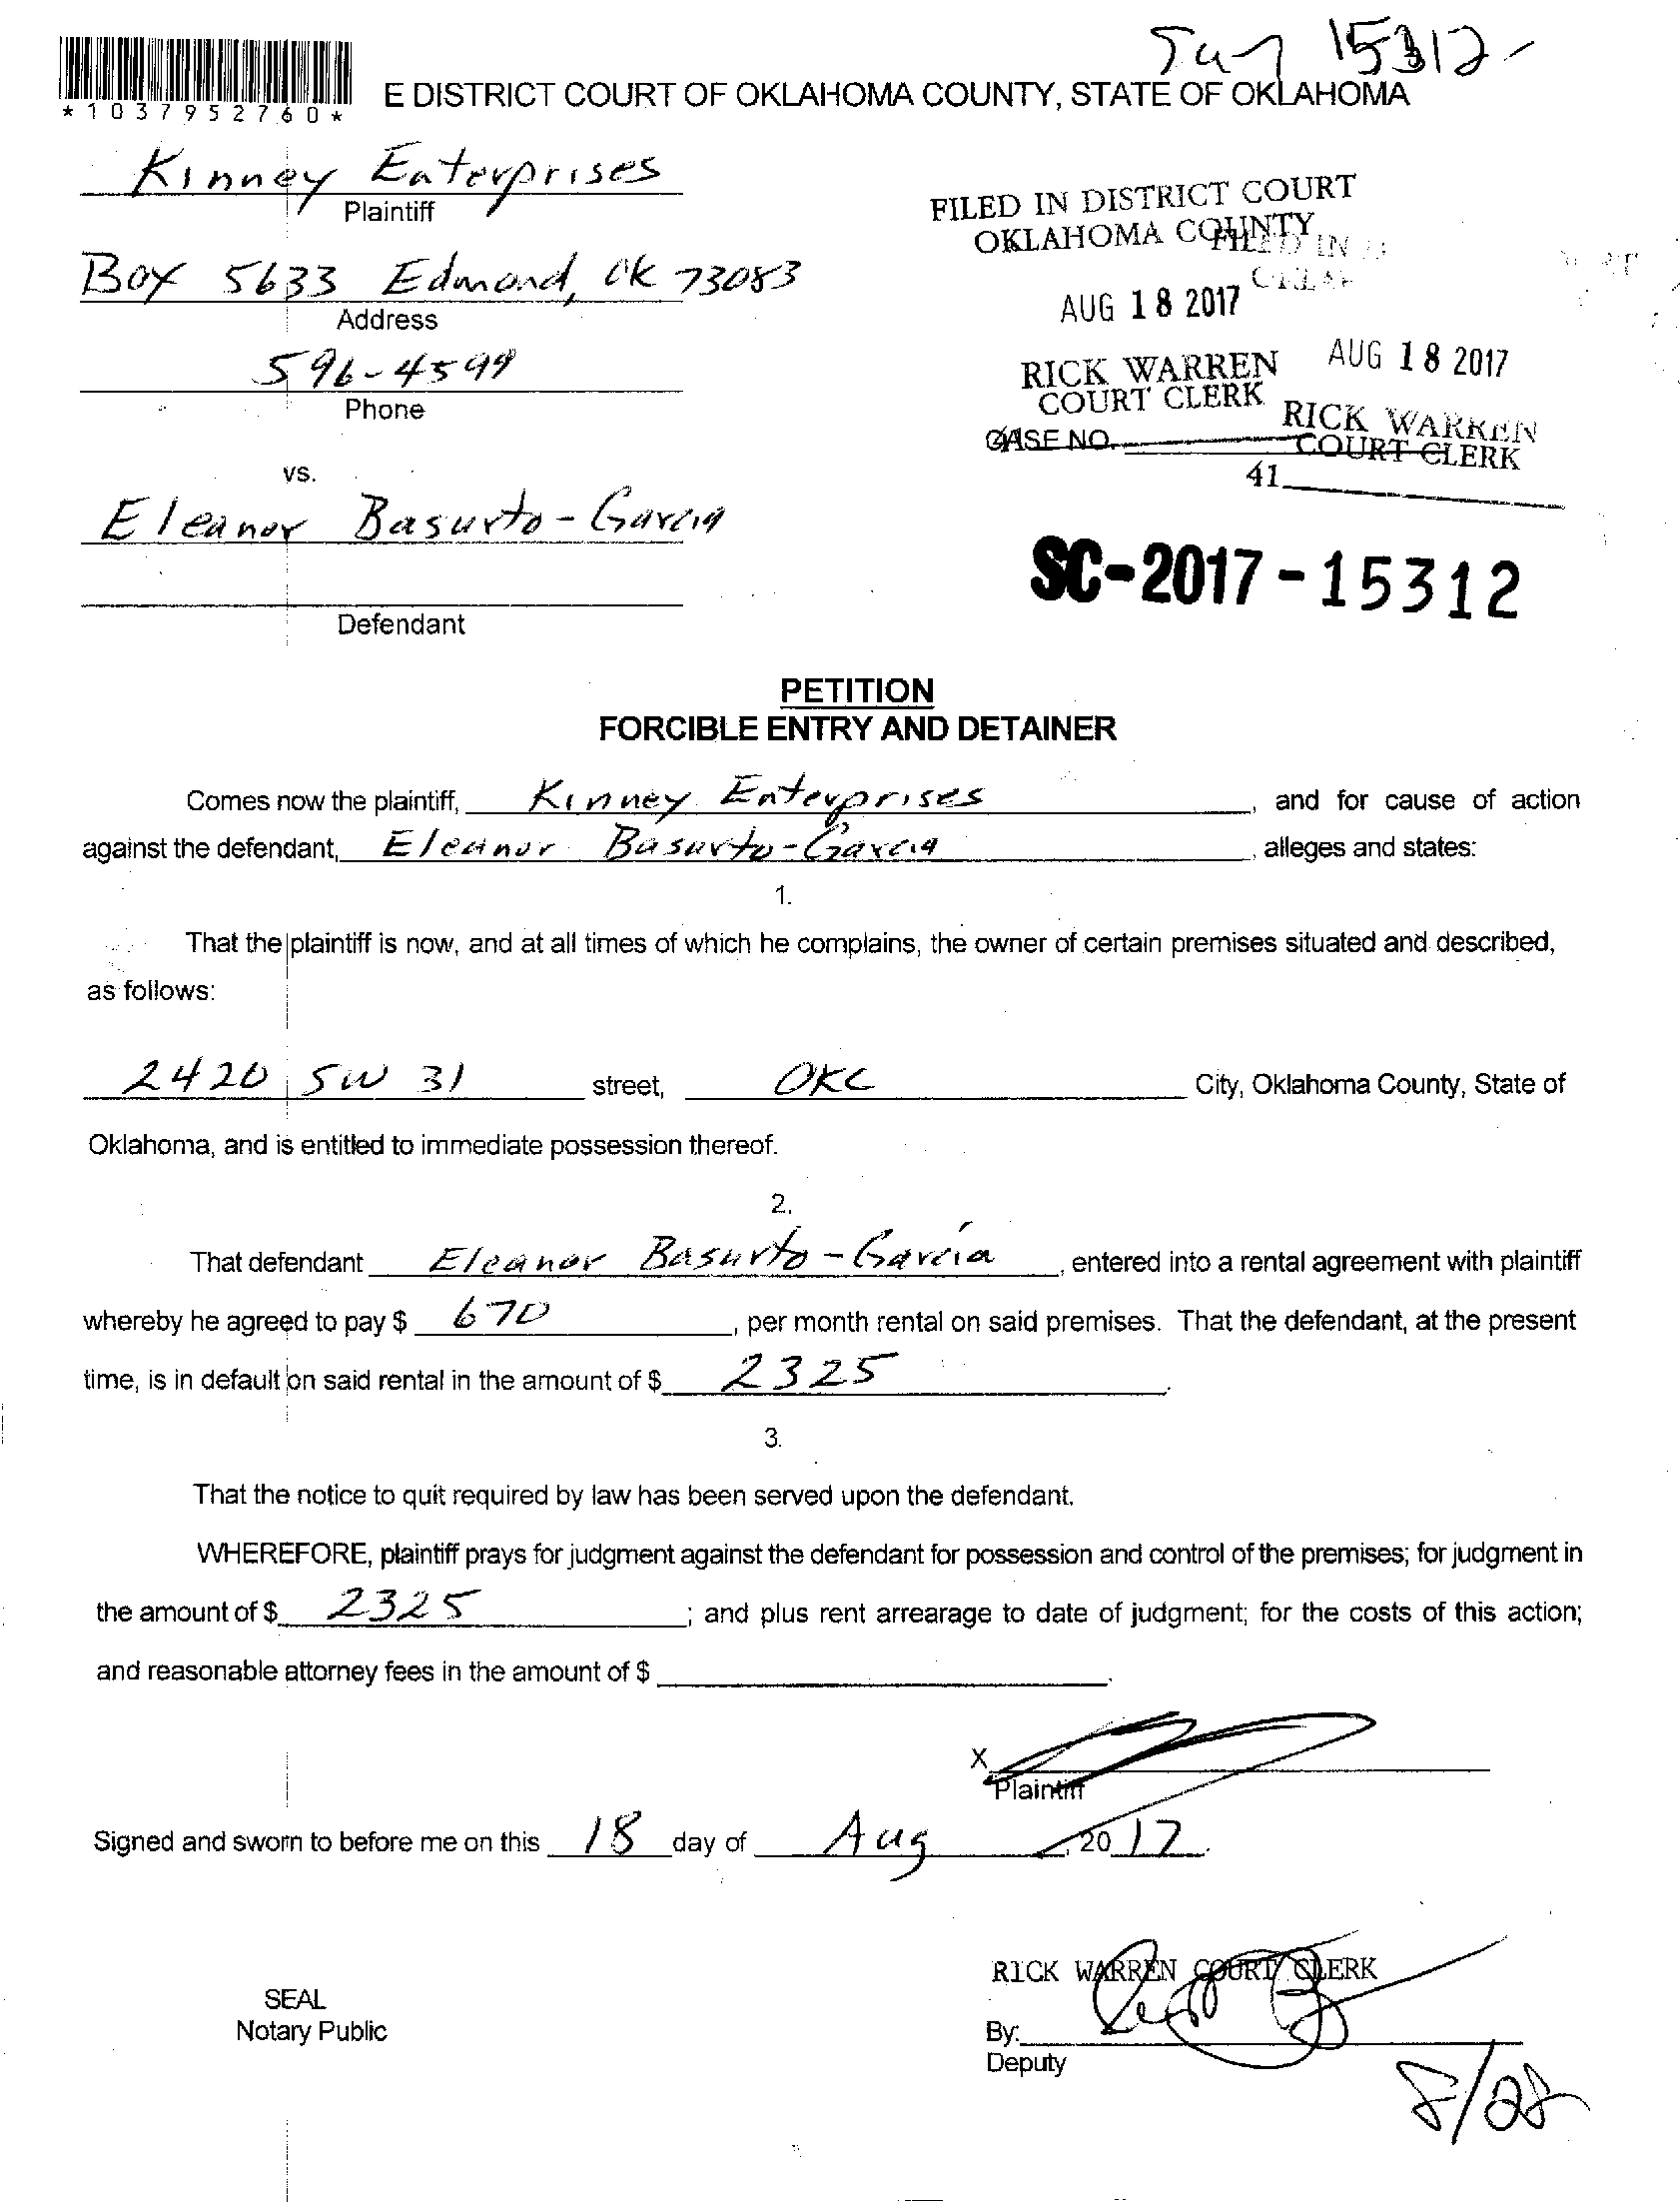 15312
*1037952760*
E DISTRICT COURT OF OKLAHOMA COUNTY, STATE OF OKLAHOMA
Kinney Enterprises
Plaintiff
Box 5633 Edmond, OK 73083
Address
596-4599
Phone
vs.
Eleanor Basurto-Garcia
Defendant
FILED IN DISTRICT COURT
OKLAHOMA COUNTY
FILED IN
AUG 18 2017
AUG 18 2017
RICK WARREN
COURT CLERK
RICK WARREN
CASE NO.
COURT CLERK
41
SC-2017-15312
PETITION
FORCIBLE ENTRY AND DETAINER
Comes now the plaintiff, Kinney Enterprises, and for cause of action
against the defendant, Eleanor Basurto-Garcia, alleges and states:
1.
That the plaintiff is now, and at all times of which he complains, the owner of certain premises situated and described,
as follows:
2420 SW 31 street, OKC City, Oklahoma County, State of
Oklahoma, and is entitled to immediate possession thereof.
2.
That defendant Eleanor Basurto-Garcia, entered into a rental agreement with plaintiff
whereby he agreed to pay $ 670, per month rental on said premises. That the defendant, at the present
time, is in default on said rental in the amount of $ 2325.
3.
That the notice to quit required by law has been served upon the defendant.
WHEREFORE, plaintiff prays for judgment against the defendant for possession and control of the premises; for judgment in
the amount of $ 2325; and plus rent arrearage to date of judgment; for the costs of this action;
and reasonable attorney fees in the amount of $ .
X
Plaintiff
Signed and sworn to before me on this 18 day of Aug, 2017.
RICK WARREN COURT CLERK
SEAL
Notary Public
By:
Deputy
8/28